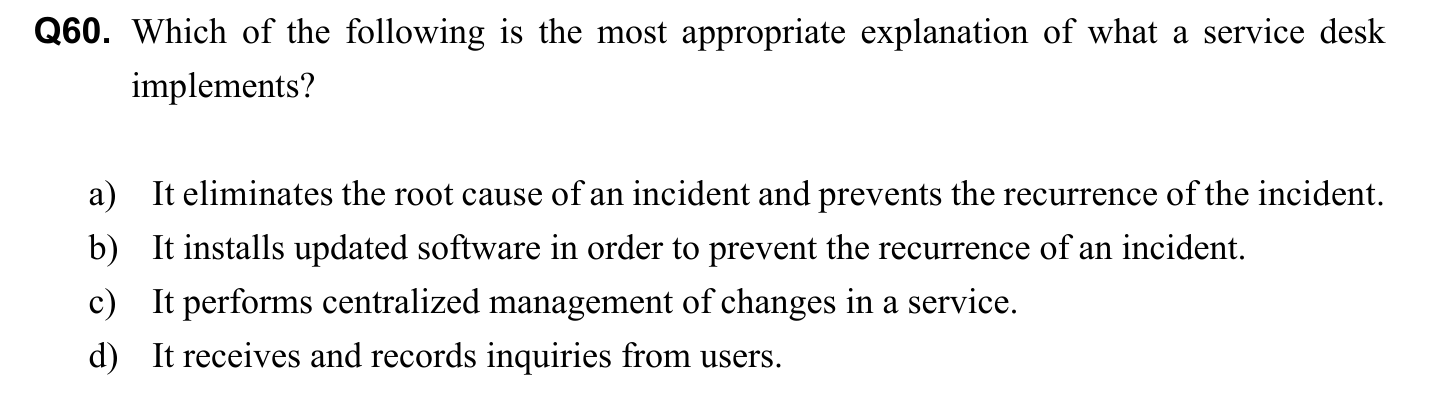 Q60. Which of the following is the most appropriate explanation of what a service desk
implements?
a) It eliminates the root cause of an incident and prevents the recurrence of the incident.
b) It installs updated software in order to prevent the recurrence of an incident.
c) It performs centralized management of changes in a service.
d) It receives and records inquiries from users.